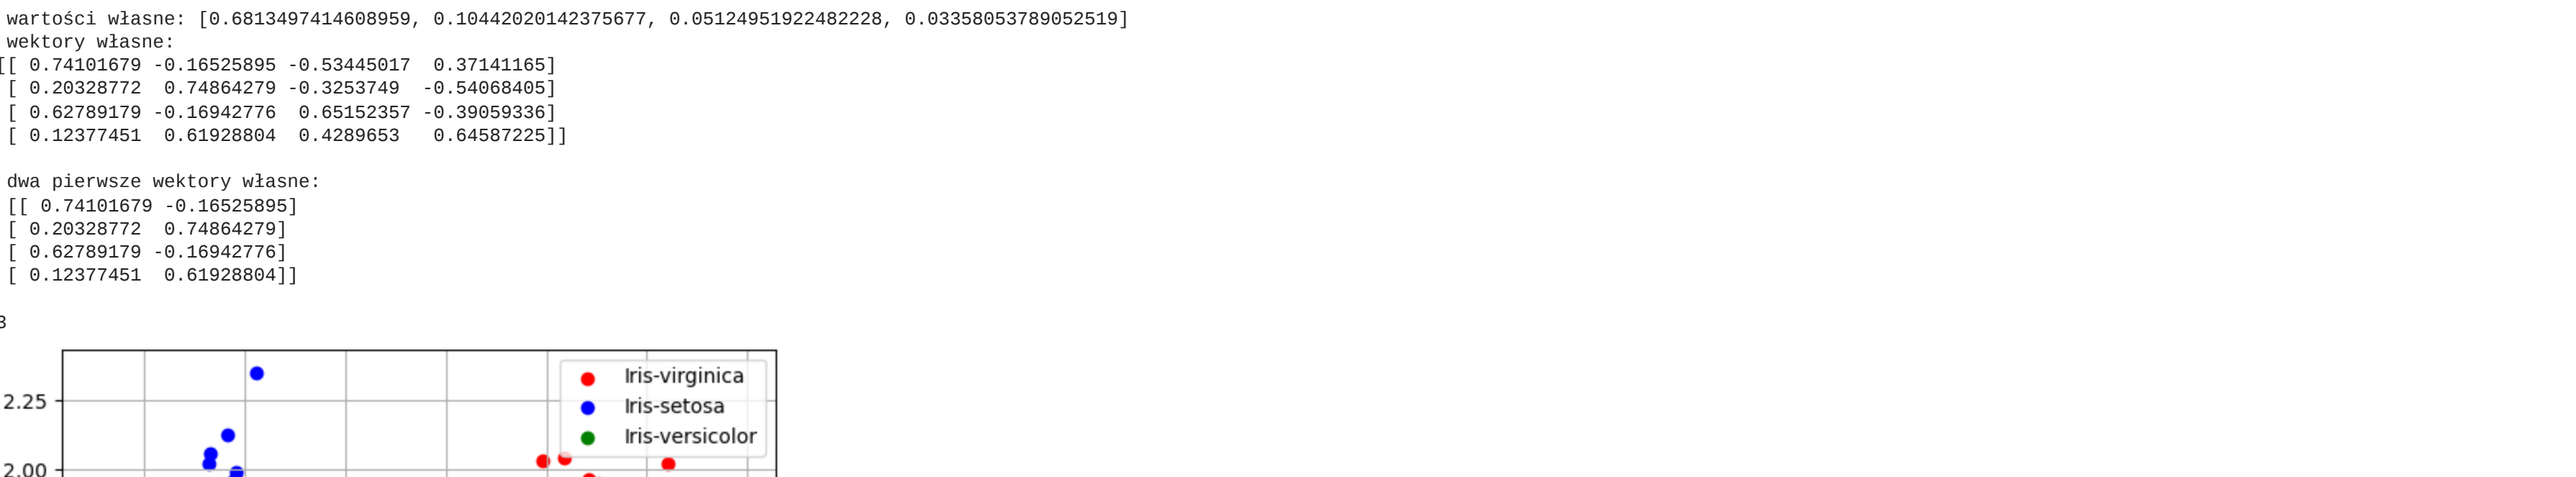 wartości własne: [0.6813497414608959, 0.10442020142375677, 0.05124951922482228, 0.03358053789052519]
wektory własne:
[[ 0.74101679 -0.16525895 -0.53445017  0.37141165]
[ 0.20328772  0.74864279 -0.3253749  -0.54068405]
[ 0.62789179 -0.16942776  0.65152357 -0.39059336]
[ 0.12377451  0.61928804  0.4289653   0.64587225]]
dwa pierwsze wektory własne:
[[ 0.74101679 -0.16525895]
[ 0.20328772  0.74864279]
[ 0.62789179 -0.16942776]
[ 0.12377451  0.61928804]]
3
Iris-virginica
2.25
Iris-setosa
Iris-versicolor
2.00